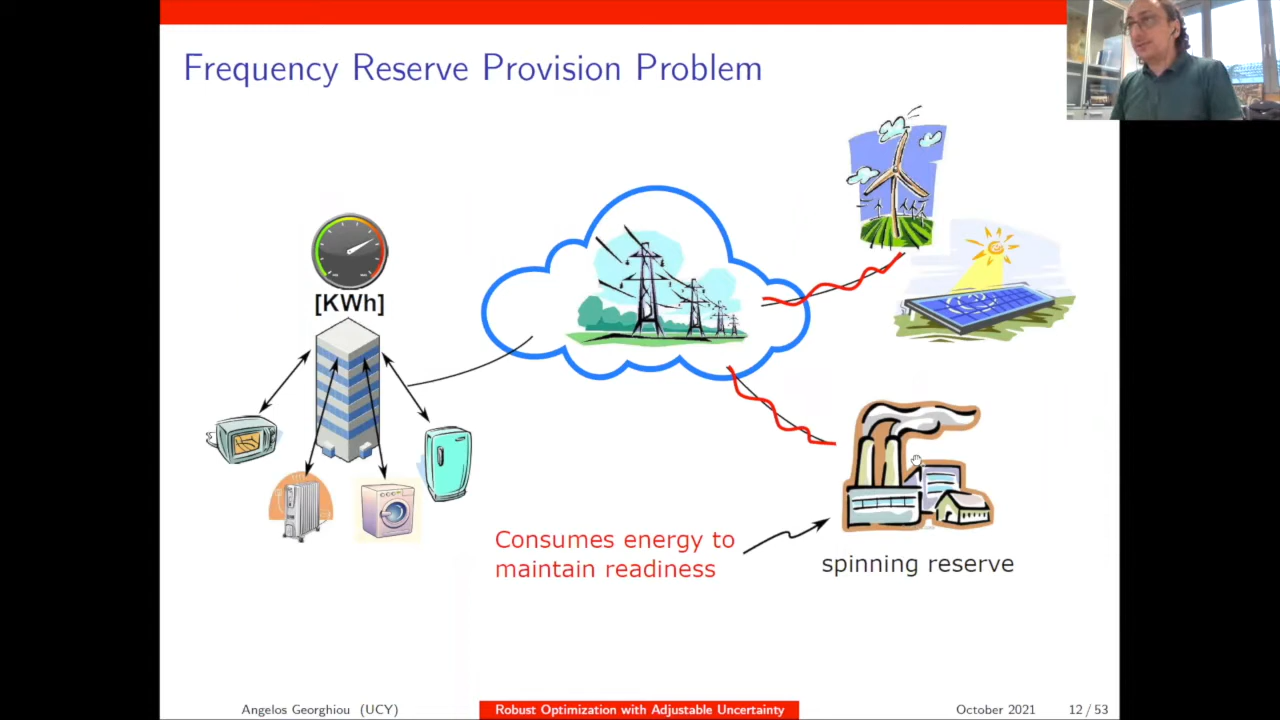 Frequency Reserve Provision Problem
[KWh]
Consumes energy to
maintain readiness
spinning reserve
Angelos Georghiou (UCY)
Robust Optimization with Adjustable Uncertainty
October 2021
12 / 53